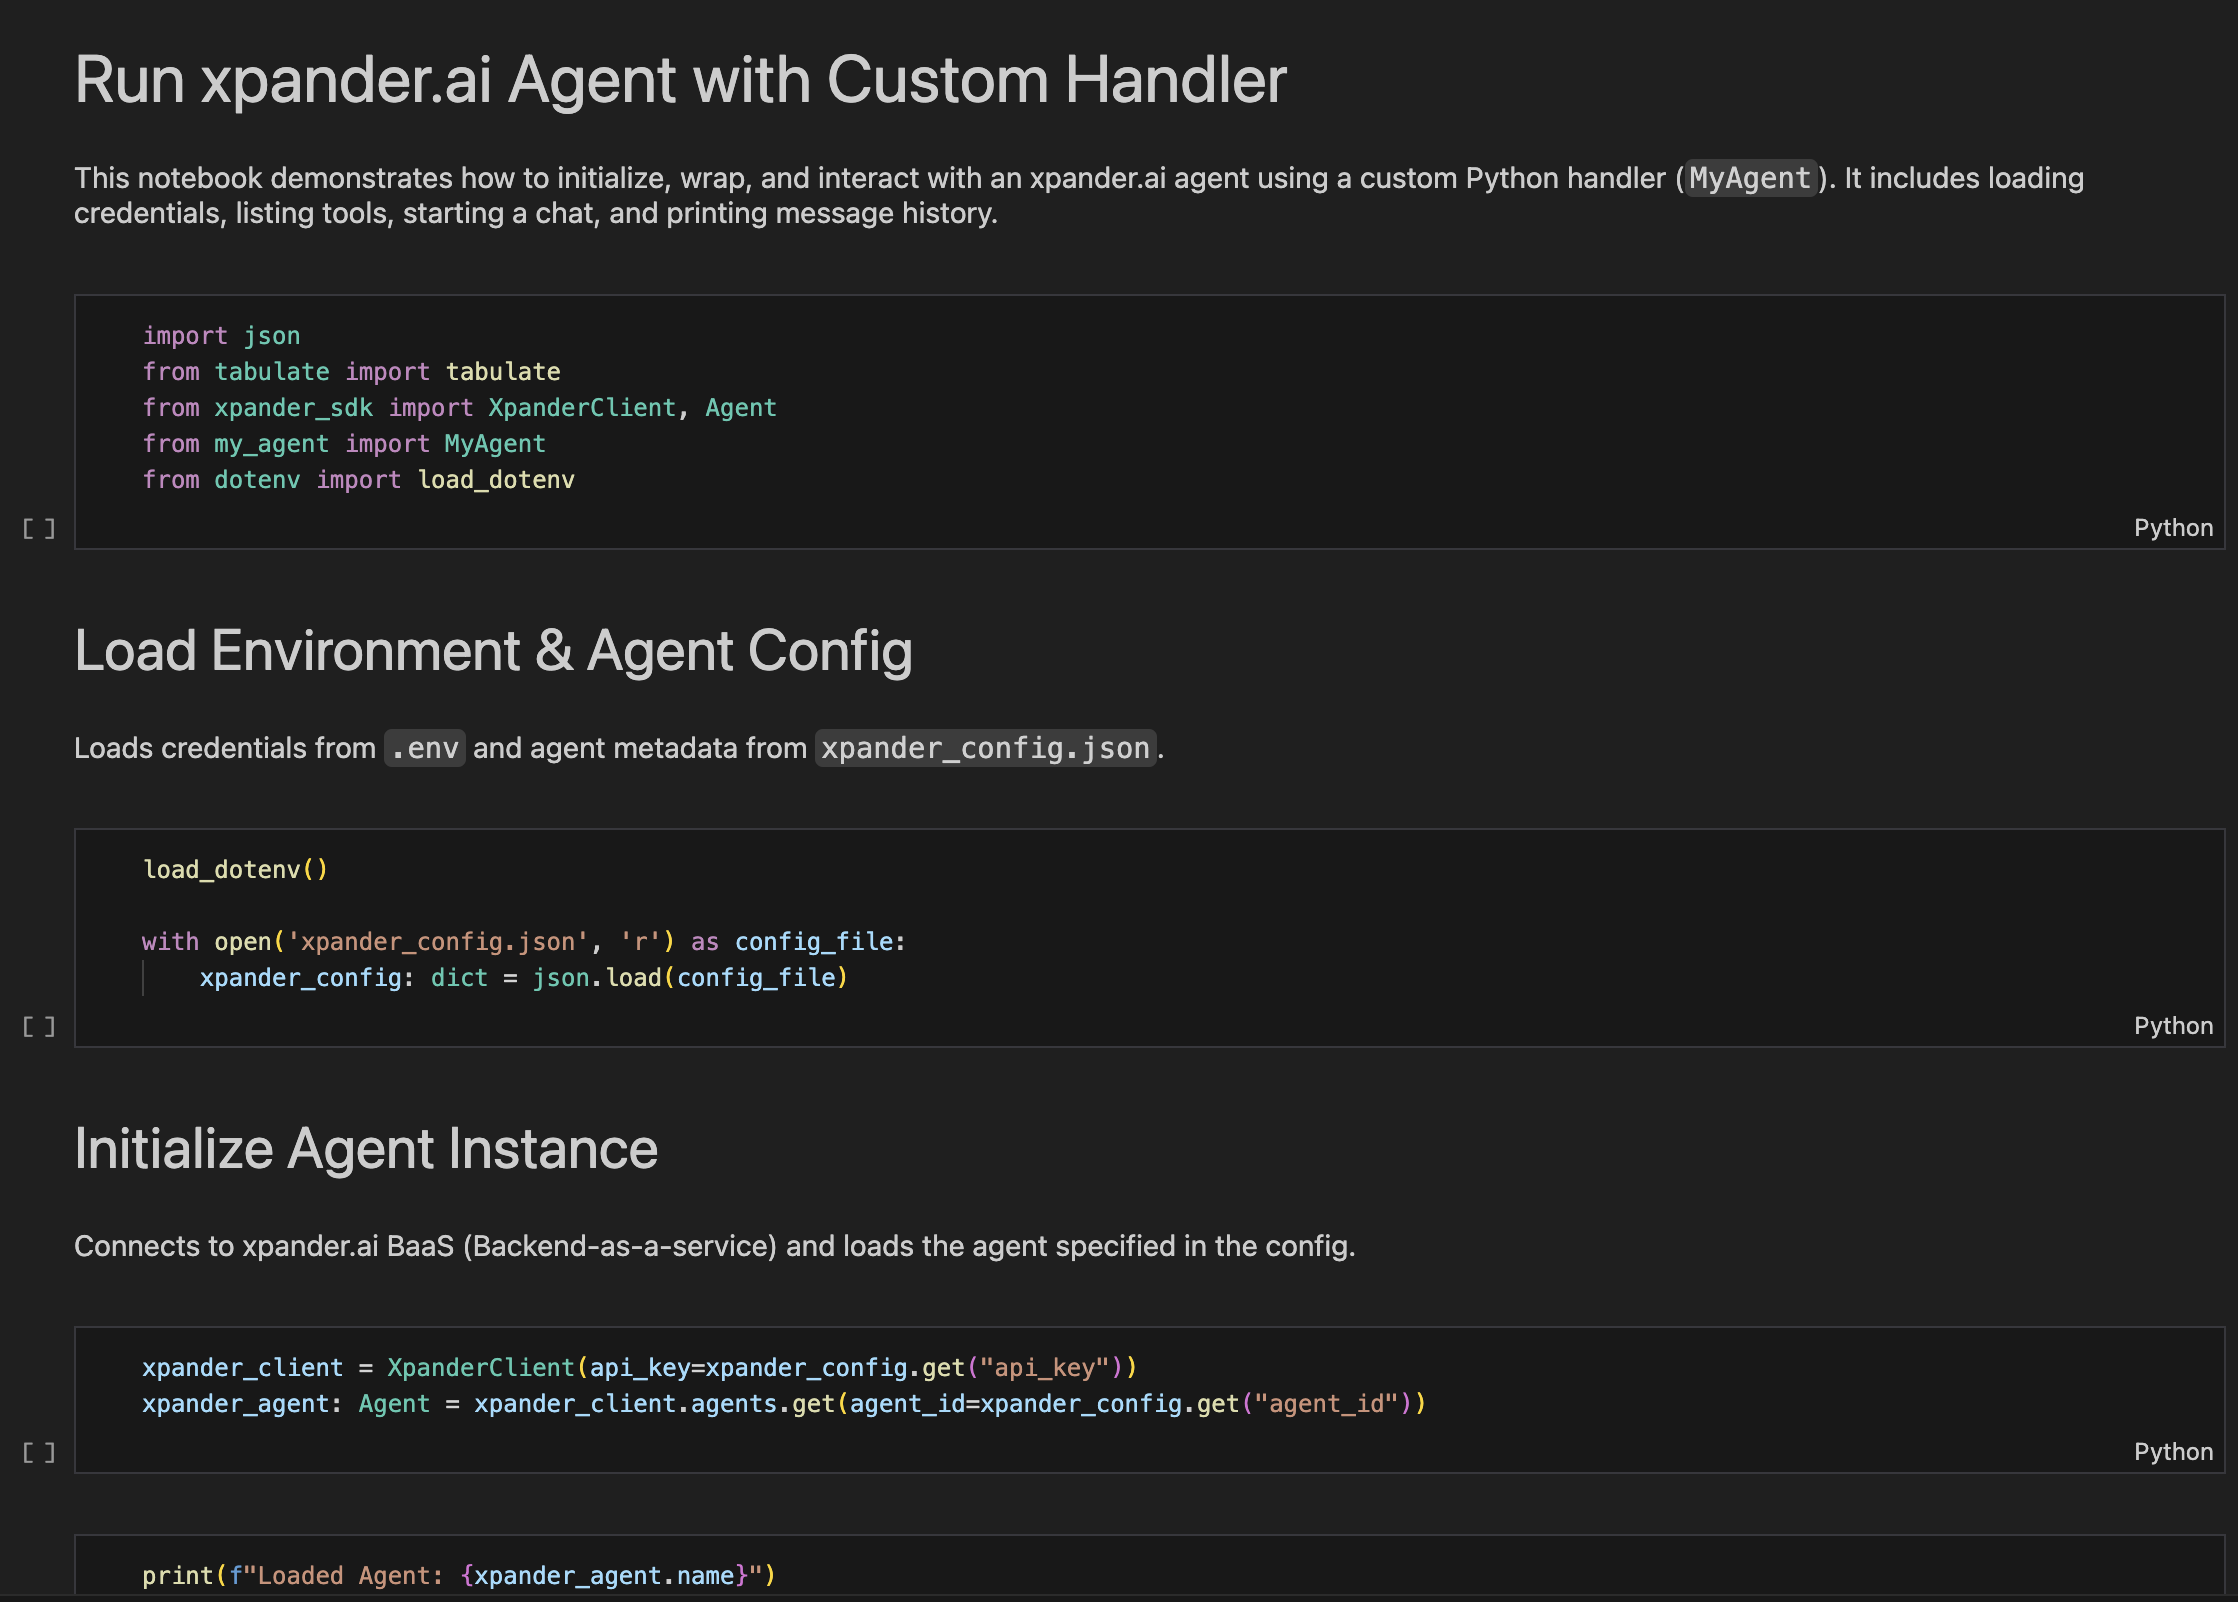 Run xpander.ai Agent with Custom Handler
This notebook demonstrates how to initialize, wrap, and interact with an xpander.ai agent using a custom Python handler (MyAgent). It includes loading
credentials, listing tools, starting a chat, and printing message history.
import json
from tabulate import tabulate
from xpander_sdk import XpanderClient, Agent
from my_agent import MyAgent
from dotenv import load_dotenv
[ ]
Python
Load Environment & Agent Config
Loads credentials from .env and agent metadata from xpander_config.json.
load_dotenv()
with open('xpander_config.json', 'r') as config_file:
    xpander_config: dict = json.load(config_file)
[ ]
Python
Initialize Agent Instance
Connects to xpander.ai BaaS (Backend-as-a-service) and loads the agent specified in the config.
xpander_client = XpanderClient(api_key=xpander_config.get("api_key"))
xpander_agent: Agent = xpander_client.agents.get(agent_id=xpander_config.get("agent_id"))
[ ]
Python
print(f"Loaded Agent: {xpander_agent.name}")